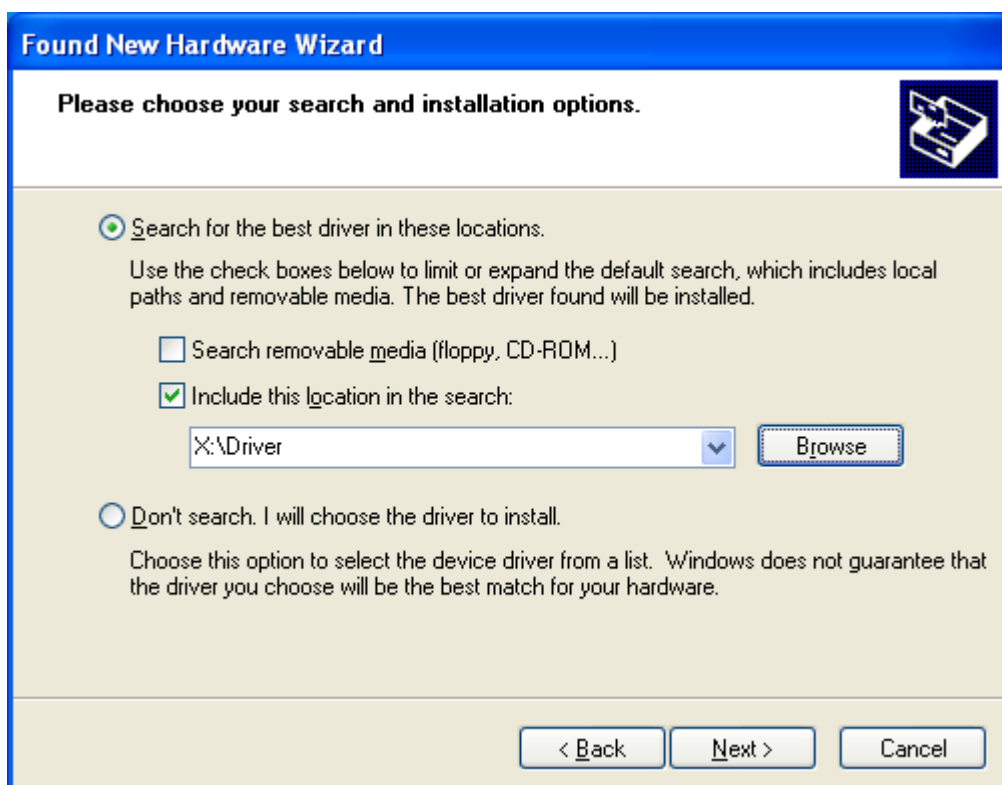 Found New Hardware Wizard
Please choose your search and installation options.
Search for the best driver in these locations.
Use the check boxes below to limit or expand the default search, which includes local
paths and removable media. The best driver found will be installed.
Search removable media (floppy, CD-ROM...)
Include this location in the search:
X:\Driver
Browse
Don't search. I will choose the driver to install.
Choose this option to select the device driver from a list.  Windows does not guarantee that
the driver you choose will be the best match for your hardware.
< Back
Next >
Cancel